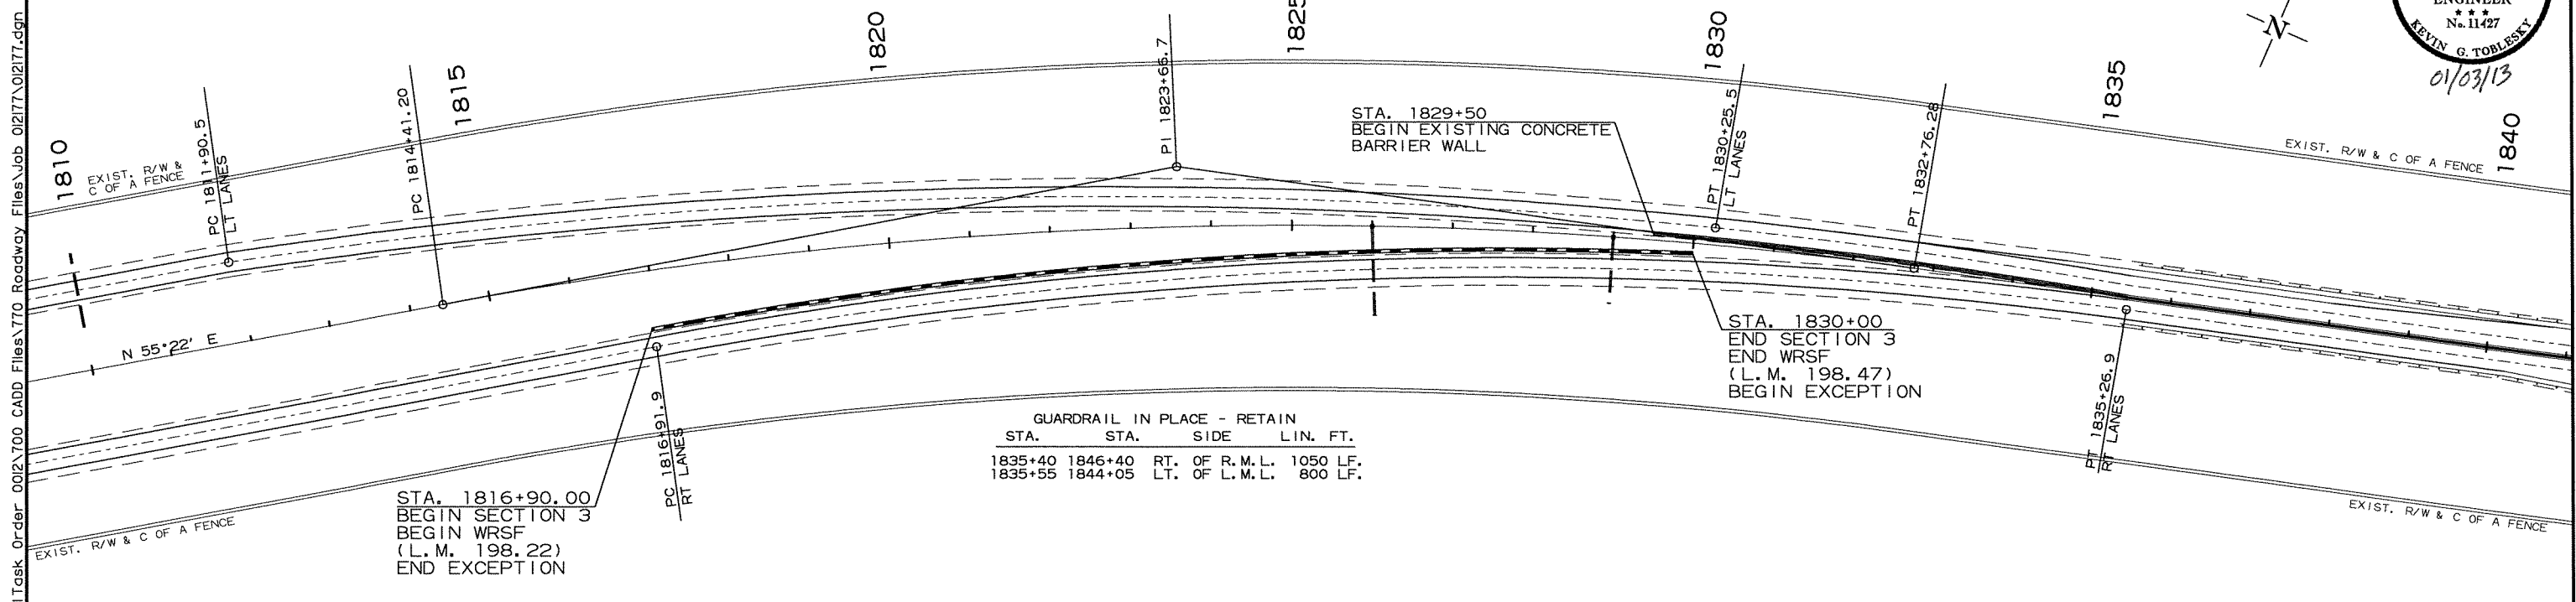 1 Task Order 0012\700 CADD Files\770 Roadway Files\Job 012177\012177.dgn
1810
1815
1820
1825
1830
1835
1840
EXIST. R/W &
C OF A FENCE
PC 1811+90.5
LT LANES
PC 1814+41.20
PI 1823+66.7
STA. 1829+50
BEGIN EXISTING CONCRETE
BARRIER WALL
PT 1830+25.5
LT LANES
PT 1832+76.28
EXIST. R/W & C OF A FENCE
N
ENGINEER
★ ★ ★
No. 11427
KEVIN G. TOBLESKY
01/03/13
N 55°22' E
STA. 1816+90.00
BEGIN SECTION 3
BEGIN WRSF
(L.M. 198.22)
END EXCEPTION
PC 1816+91.9
RT LANES
GUARDRAIL IN PLACE - RETAIN
STA. STA. SIDE LIN. FT.
1835+40 1846+40 RT. OF R.M.L. 1050 LF.
1835+55 1844+05 LT. OF L.M.L. 800 LF.
STA. 1830+00
END SECTION 3
END WRSF
(L.M. 198.47)
BEGIN EXCEPTION
PT 1835+26.9
RT LANES
EXIST. R/W & C OF A FENCE
EXIST. R/W & C OF A FENCE